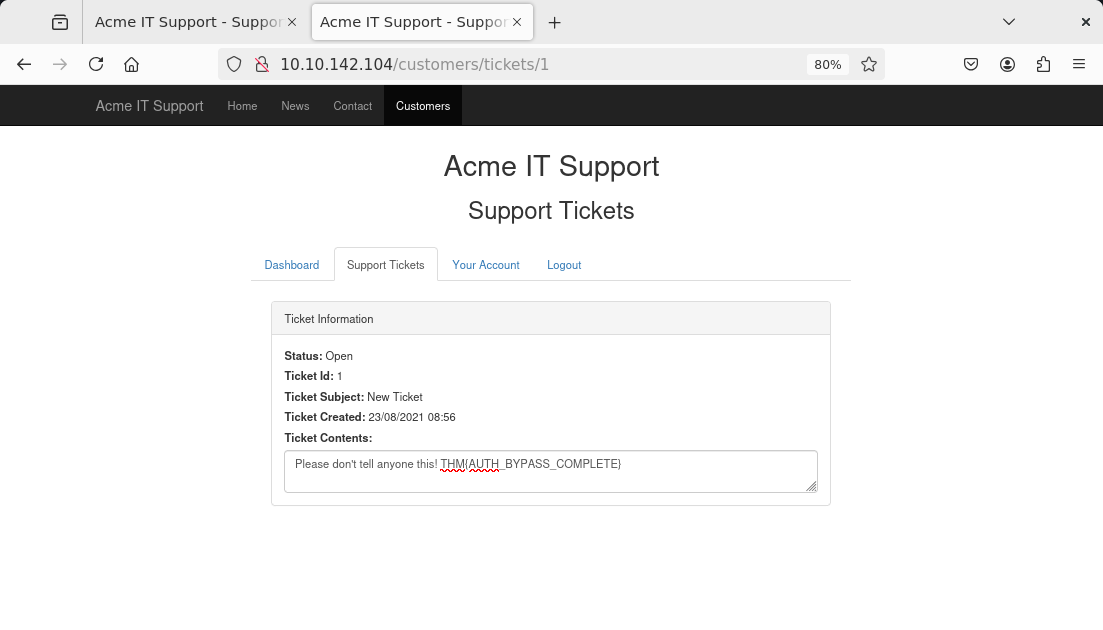 Acme IT Support - Suppor
Acme IT Support - Suppor
10.10.142.104/customers/tickets/1
80%
Acme IT Support
Home
News
Contact
Customers
Acme IT Support
Support Tickets
Dashboard
Support Tickets
Your Account
Logout
Ticket Information
Status: Open
Ticket Id: 1
Ticket Subject: New Ticket
Ticket Created: 23/08/2021 08:56
Ticket Contents:
Please don't tell anyone this! THM{AUTH_BYPASS_COMPLETE}